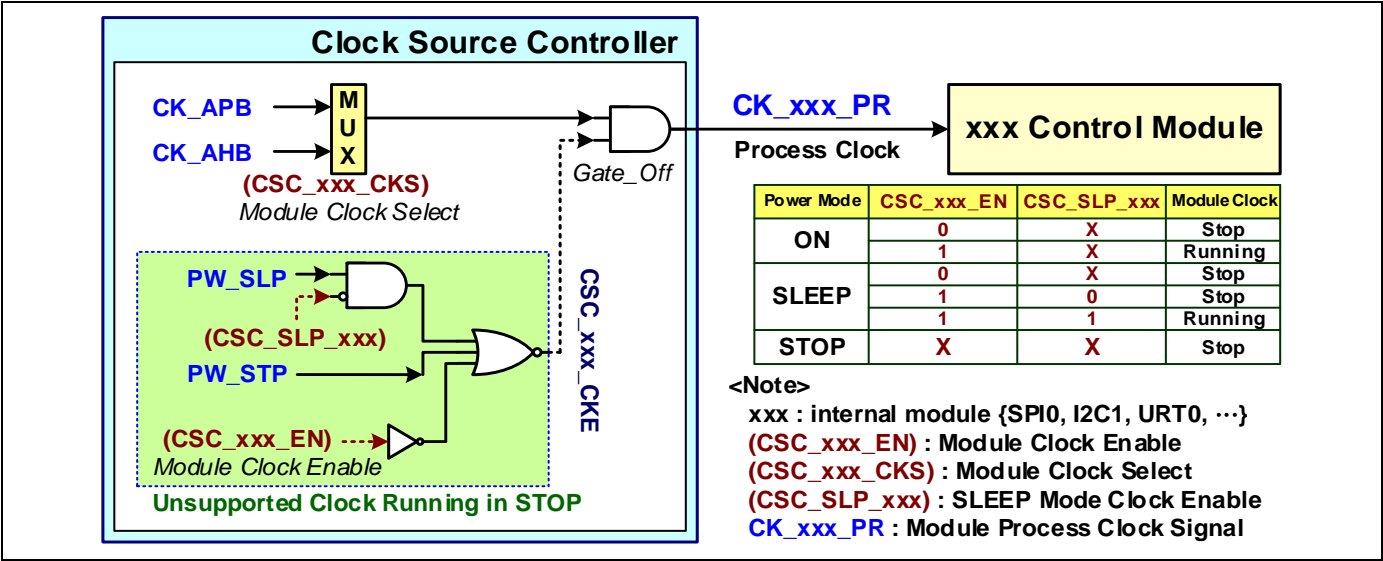 Clock Source Controller
CK_APB
CK_AHB
M
U
X
(CSC_xxx_CKS)
Module Clock Select
Gate_Off
PW_SLP
(CSC_SLP_xxx)
PW_STP
(CSC_xxx_EN)
Module Clock Enable
Unsupported Clock Running in STOP
CSC_xxx_CKE
CK_xxx_PR
Process Clock
xxx Control Module
Power Mode CSC_xxx_EN CSC_SLP_xxx Module Clock
ON 0 X Stop
1 X Running
SLEEP 0 X Stop
1 0 Stop
1 1 Running
STOP X X Stop
<Note>
xxx : internal module {SPI0, I2C1, URT0, ⋯}
(CSC_xxx_EN) : Module Clock Enable
(CSC_xxx_CKS) : Module Clock Select
(CSC_SLP_xxx) : SLEEP Mode Clock Enable
CK_xxx_PR : Module Process Clock Signal